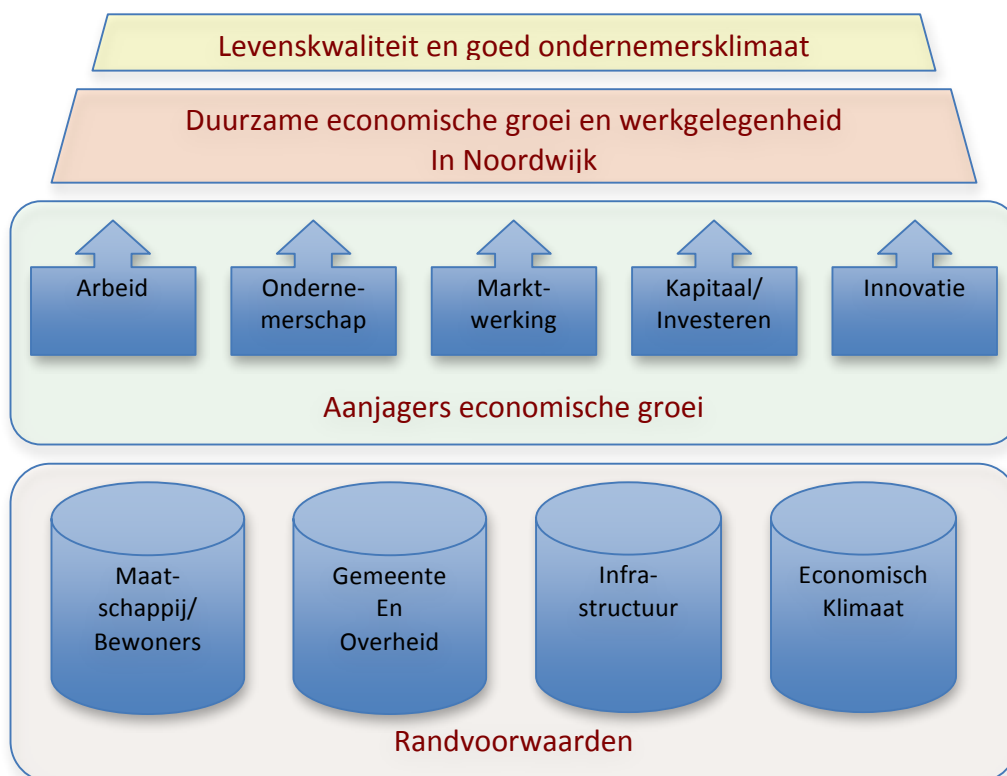 Levenskwaliteit en goed ondernemersklimaat
Duurzame economische groei en werkgelegenheid
In Noordwijk
Arbeid
Onderne-
merschap
Markt-
werking
Kapitaal/
Investeren
Innovatie
Aanjagers economische groei
Maat-
schappij/
Bewoners
Gemeente
En
Overheid
Infra-
structuur
Economisch
Klimaat
Randvoorwaarden